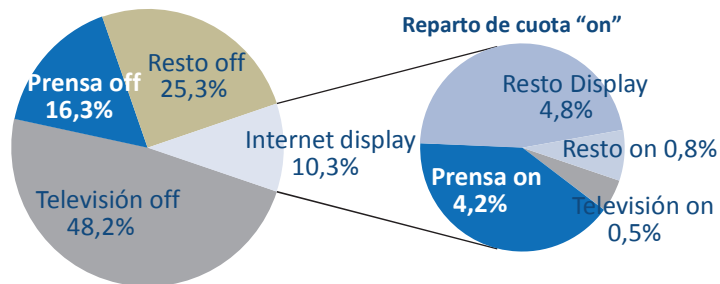 Reparto de cuota “on”
Resto off
25,3%
Prensa off
16,3%
Internet display
10,3%
Televisión off
48,2%
Resto Display
4,8%
Resto on 0,8%
Prensa on
4,2%
Televisión on
0,5%